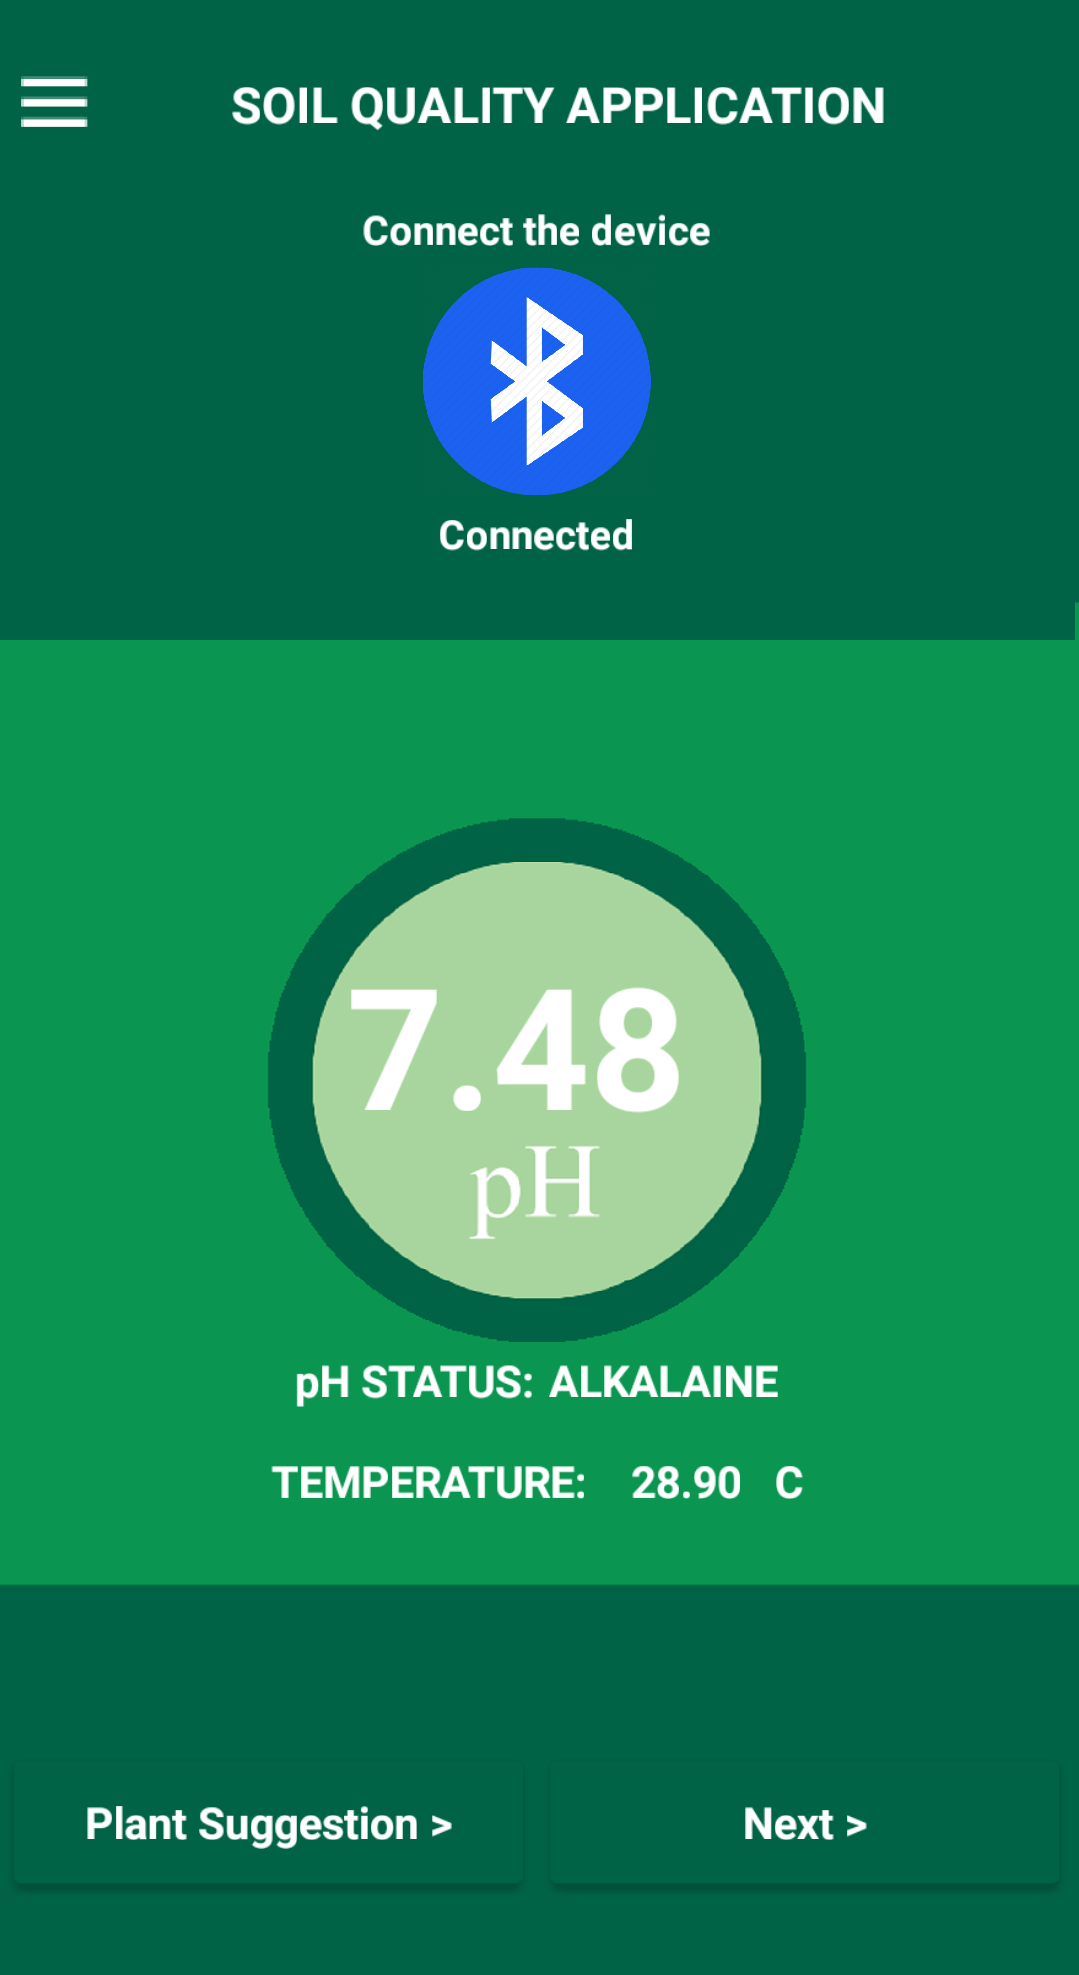 SOIL QUALITY APPLICATION
Connect the device
Connected
7.48
pH
pH STATUS: ALKALAINE
TEMPERATURE: 28.90 C
Plant Suggestion > Next >